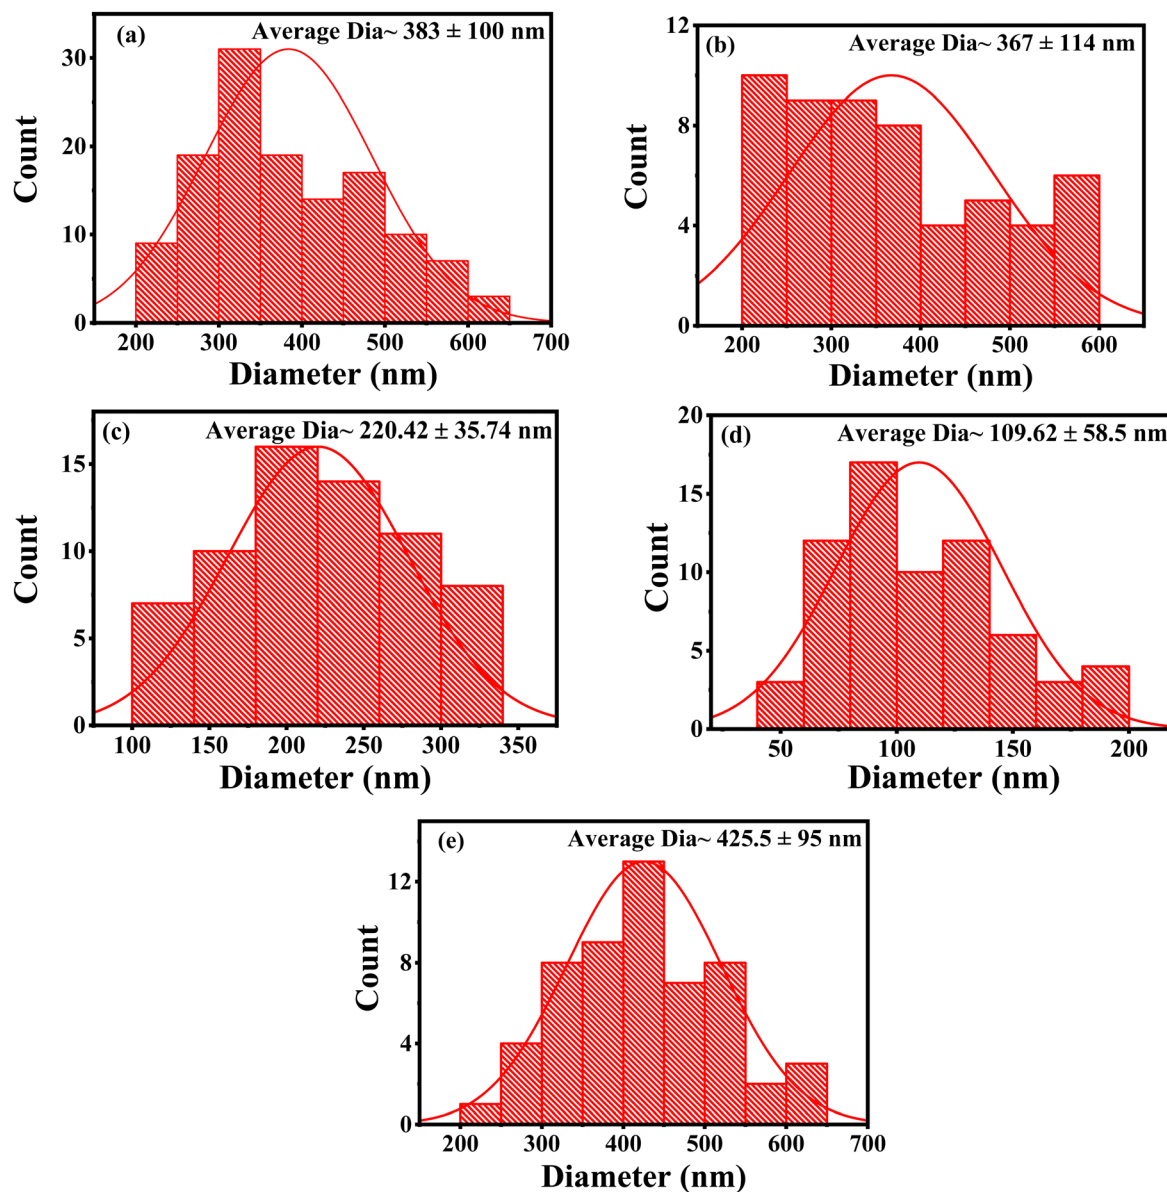 (a) Average Dia~ 383 ± 100 nm
30
20
10
0
Count
200 300 400 500 600 700
Diameter (nm)
(b) Average Dia~ 367 ± 114 nm
12
8
4
0
Count
200 300 400 500 600
Diameter (nm)
(c) Average Dia~ 220.42 ± 35.74 nm
15
10
5
0
Count
100 150 200 250 300 350
Diameter (nm)
(d) Average Dia~ 109.62 ± 58.5 nm
20
15
10
5
0
Count
50 100 150 200
Diameter (nm)
(e) Average Dia~ 425.5 ± 95 nm
12
8
4
0
Count
200 300 400 500 600 700
Diameter (nm)